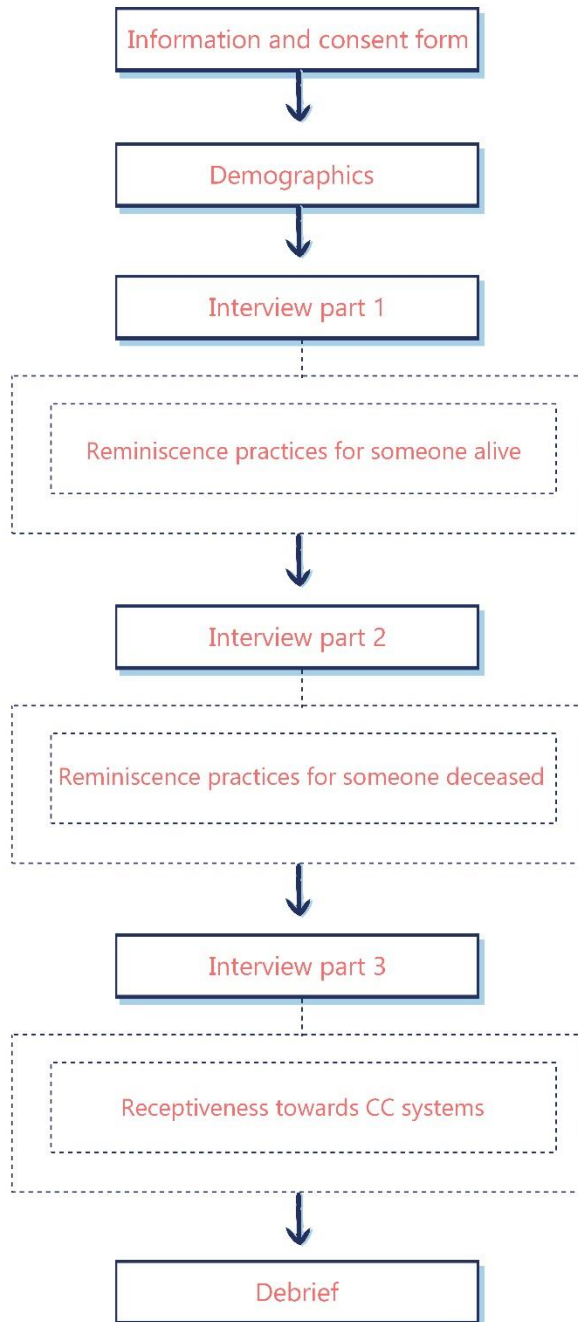 Information and consent form
Demographics
Interview part 1
Reminiscence practices for someone alive
Interview part 2
Reminiscence practices for someone deceased
Interview part 3
Receptiveness towards CC systems
Debrief